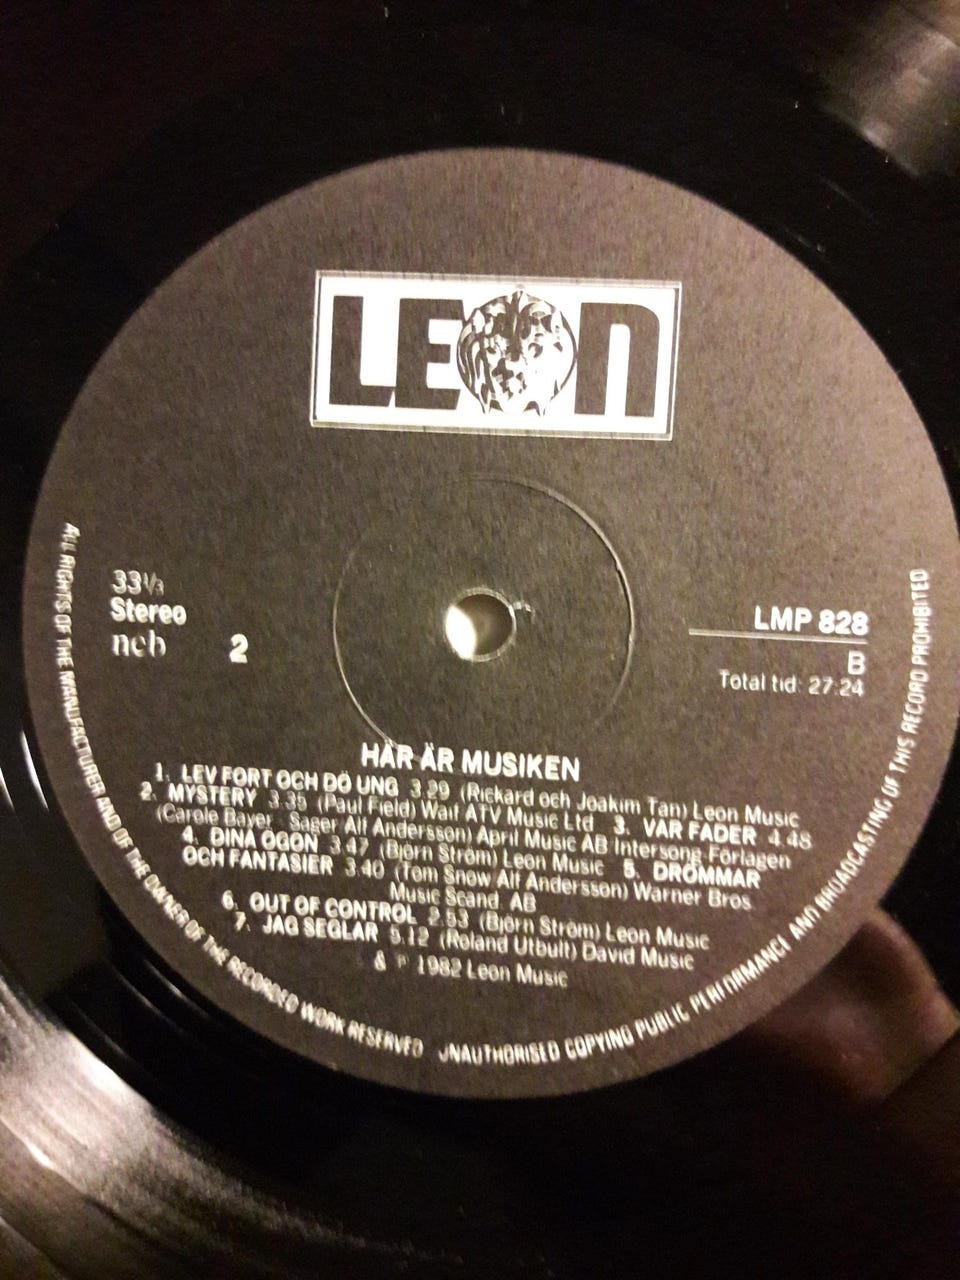 LEON
33⅓
Stereo
ncb 2
LMP 828
B
Total tid: 27:24
HÄR ÄR MUSIKEN
1. LEV FORT OCH DÖ UNG 3.29 (Rickard och Joakim Tan) Leon Music
2. MYSTERY 3.35 (Paul Field) Waif ATV Music Ltd 3. VÅR FADER 4.48
(Carole Bayer Sager Alf Andersson) April Music AB Intersong-Förlagen
4. DINA ÖGON 3.47 (Björn Ström) Leon Music 5. DRÖMMAR
OCH FANTASIER 3.40 (Tom Snow Alf Andersson) Warner Bros.
Music Scand. AB
6. OUT OF CONTROL 2.53 (Björn Ström) Leon Music
7. JAG SEGLAR 5.12 (Roland Utbult) David Music
& ℗ 1982 Leon Music
ALL RIGHTS OF THE MANUFACTURER AND OF THE OWNER OF THE RECORDED WORK RESERVED UNAUTHORISED COPYING PUBLIC PERFORMANCE AND BROADCASTING OF THIS RECORD PROHIBITED